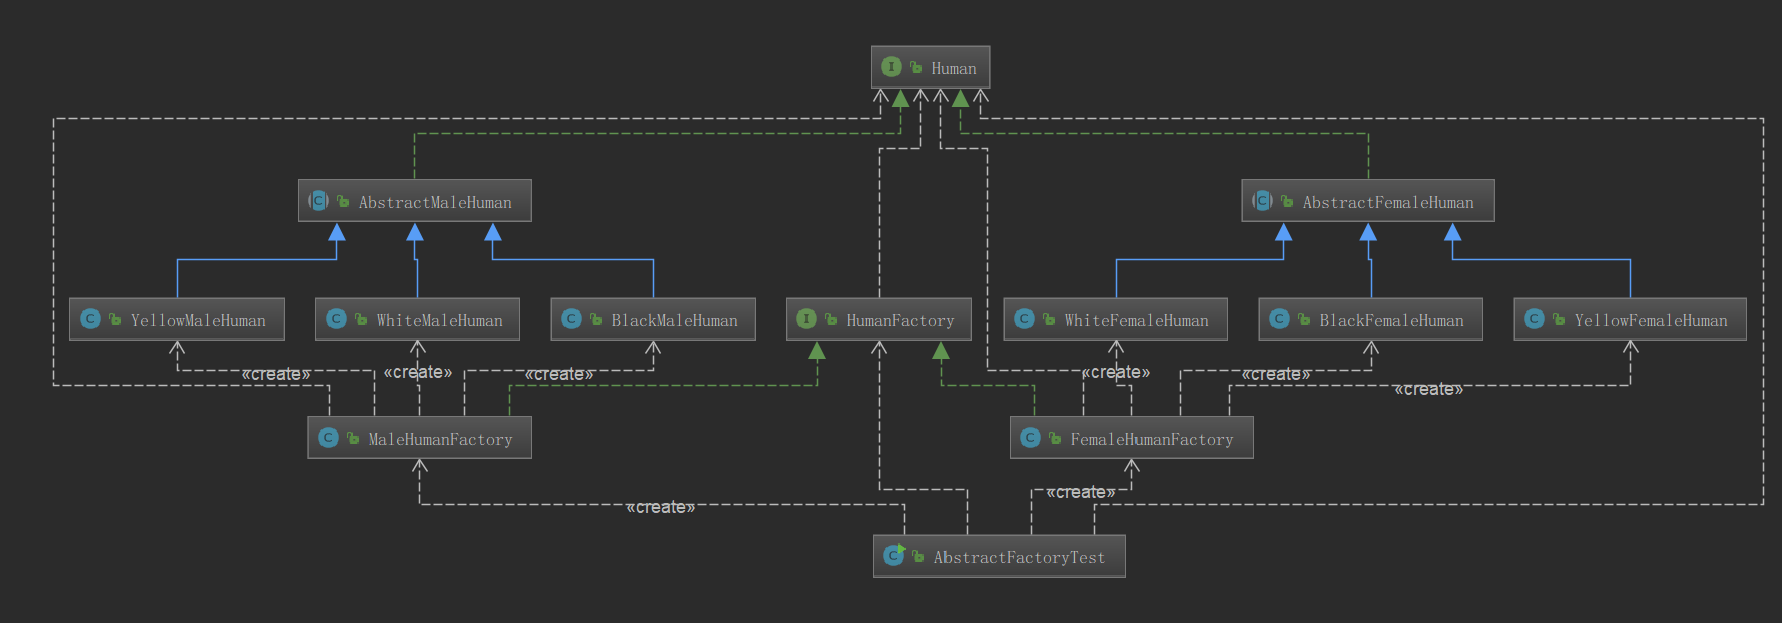 I Human
C AbstractMaleHuman
C AbstractFemaleHuman
C YellowMaleHuman
C WhiteMaleHuman
C BlackMaleHuman
I HumanFactory
C WhiteFemaleHuman
C BlackFemaleHuman
C YellowFemaleHuman
«create»
«create»
«create»
«create»
«create»
«create»
C MaleHumanFactory
C FemaleHumanFactory
«create»
«create»
C AbstractFactoryTest